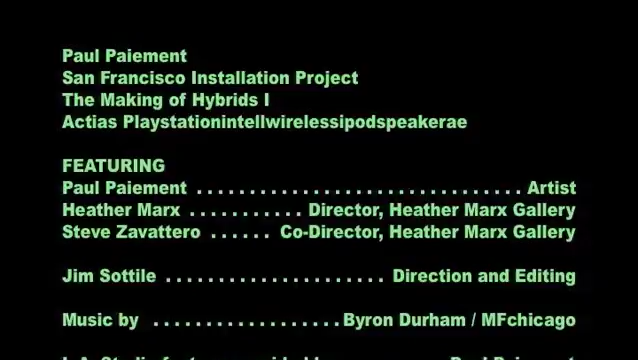 Paul Paiement
San Francisco Installation Project
The Making of Hybrids I
Actias Playstationintellwirelessipodspeakerae
FEATURING
Paul Paiement ............................... Artist
Heather Marx ........... Director, Heather Marx Gallery
Steve Zavattero ...... Co-Director, Heather Marx Gallery
Jim Sottile ..................... Direction and Editing
Music by ..................Byron Durham / MFchicago